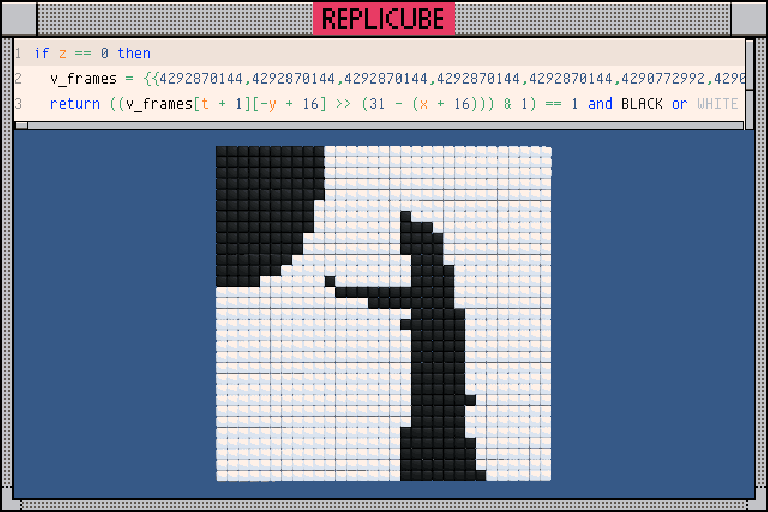 REPLICUBE
1 if z == 0 then
2 v_frames = {{4292870144,4292870144,4292870144,4292870144,4292870144,4290772992,4290
3 return ((v_frames[t + 1][-y + 16] >> (31 - (x + 16))) & 1) == 1 and BLACK or WHITE